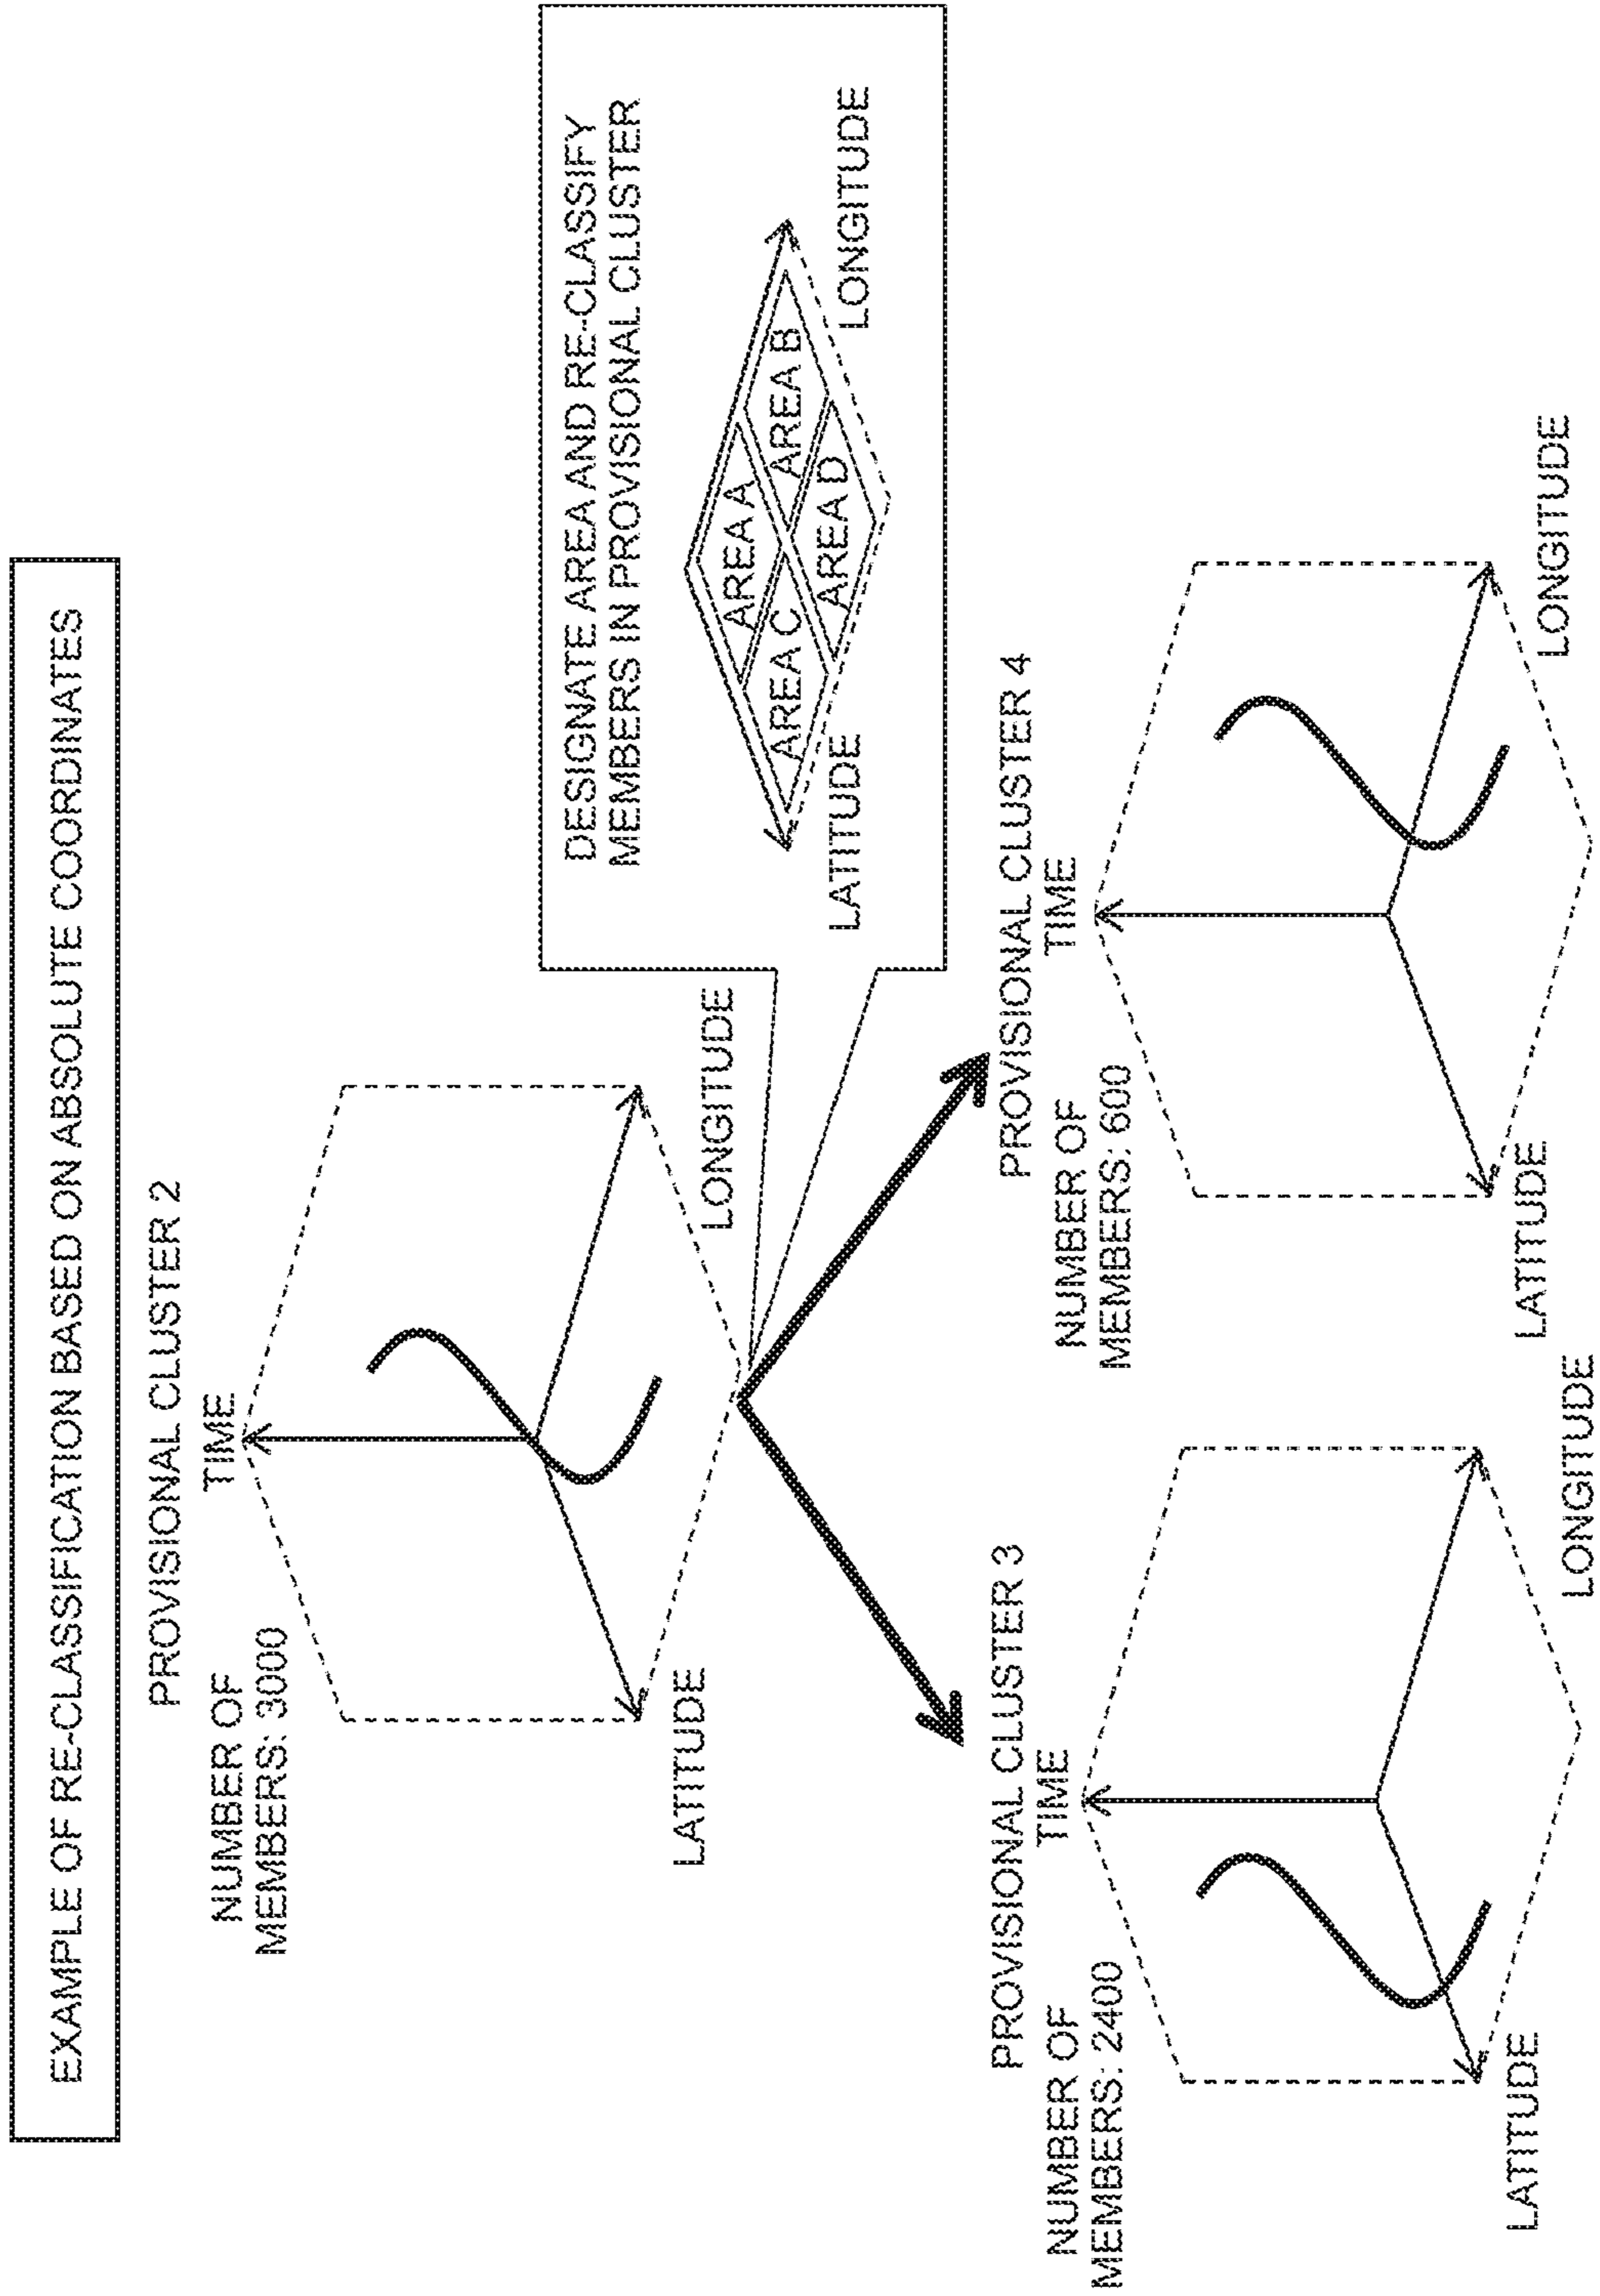 EXAMPLE OF RE-CLASSIFICATION BASED ON ABSOLUTE COORDINATES
PROVISIONAL CLUSTER 2
NUMBER OF
MEMBERS: 3000
TIME
LATITUDE
LONGITUDE
DESIGNATE AREA AND RE-CLASSIFY
MEMBERS IN PROVISIONAL CLUSTER
AREA A
AREA C
AREA B
AREA D
LATITUDE
LONGITUDE
PROVISIONAL CLUSTER 3
NUMBER OF
MEMBERS: 2400
TIME
LATITUDE
LONGITUDE
PROVISIONAL CLUSTER 4
NUMBER OF
MEMBERS: 600
TIME
LATITUDE
LONGITUDE